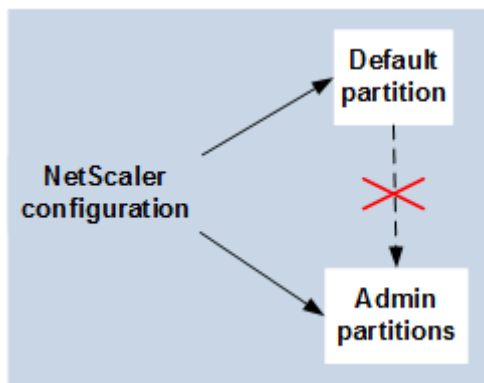 Default
partition
NetScaler
configuration
Admin
partitions